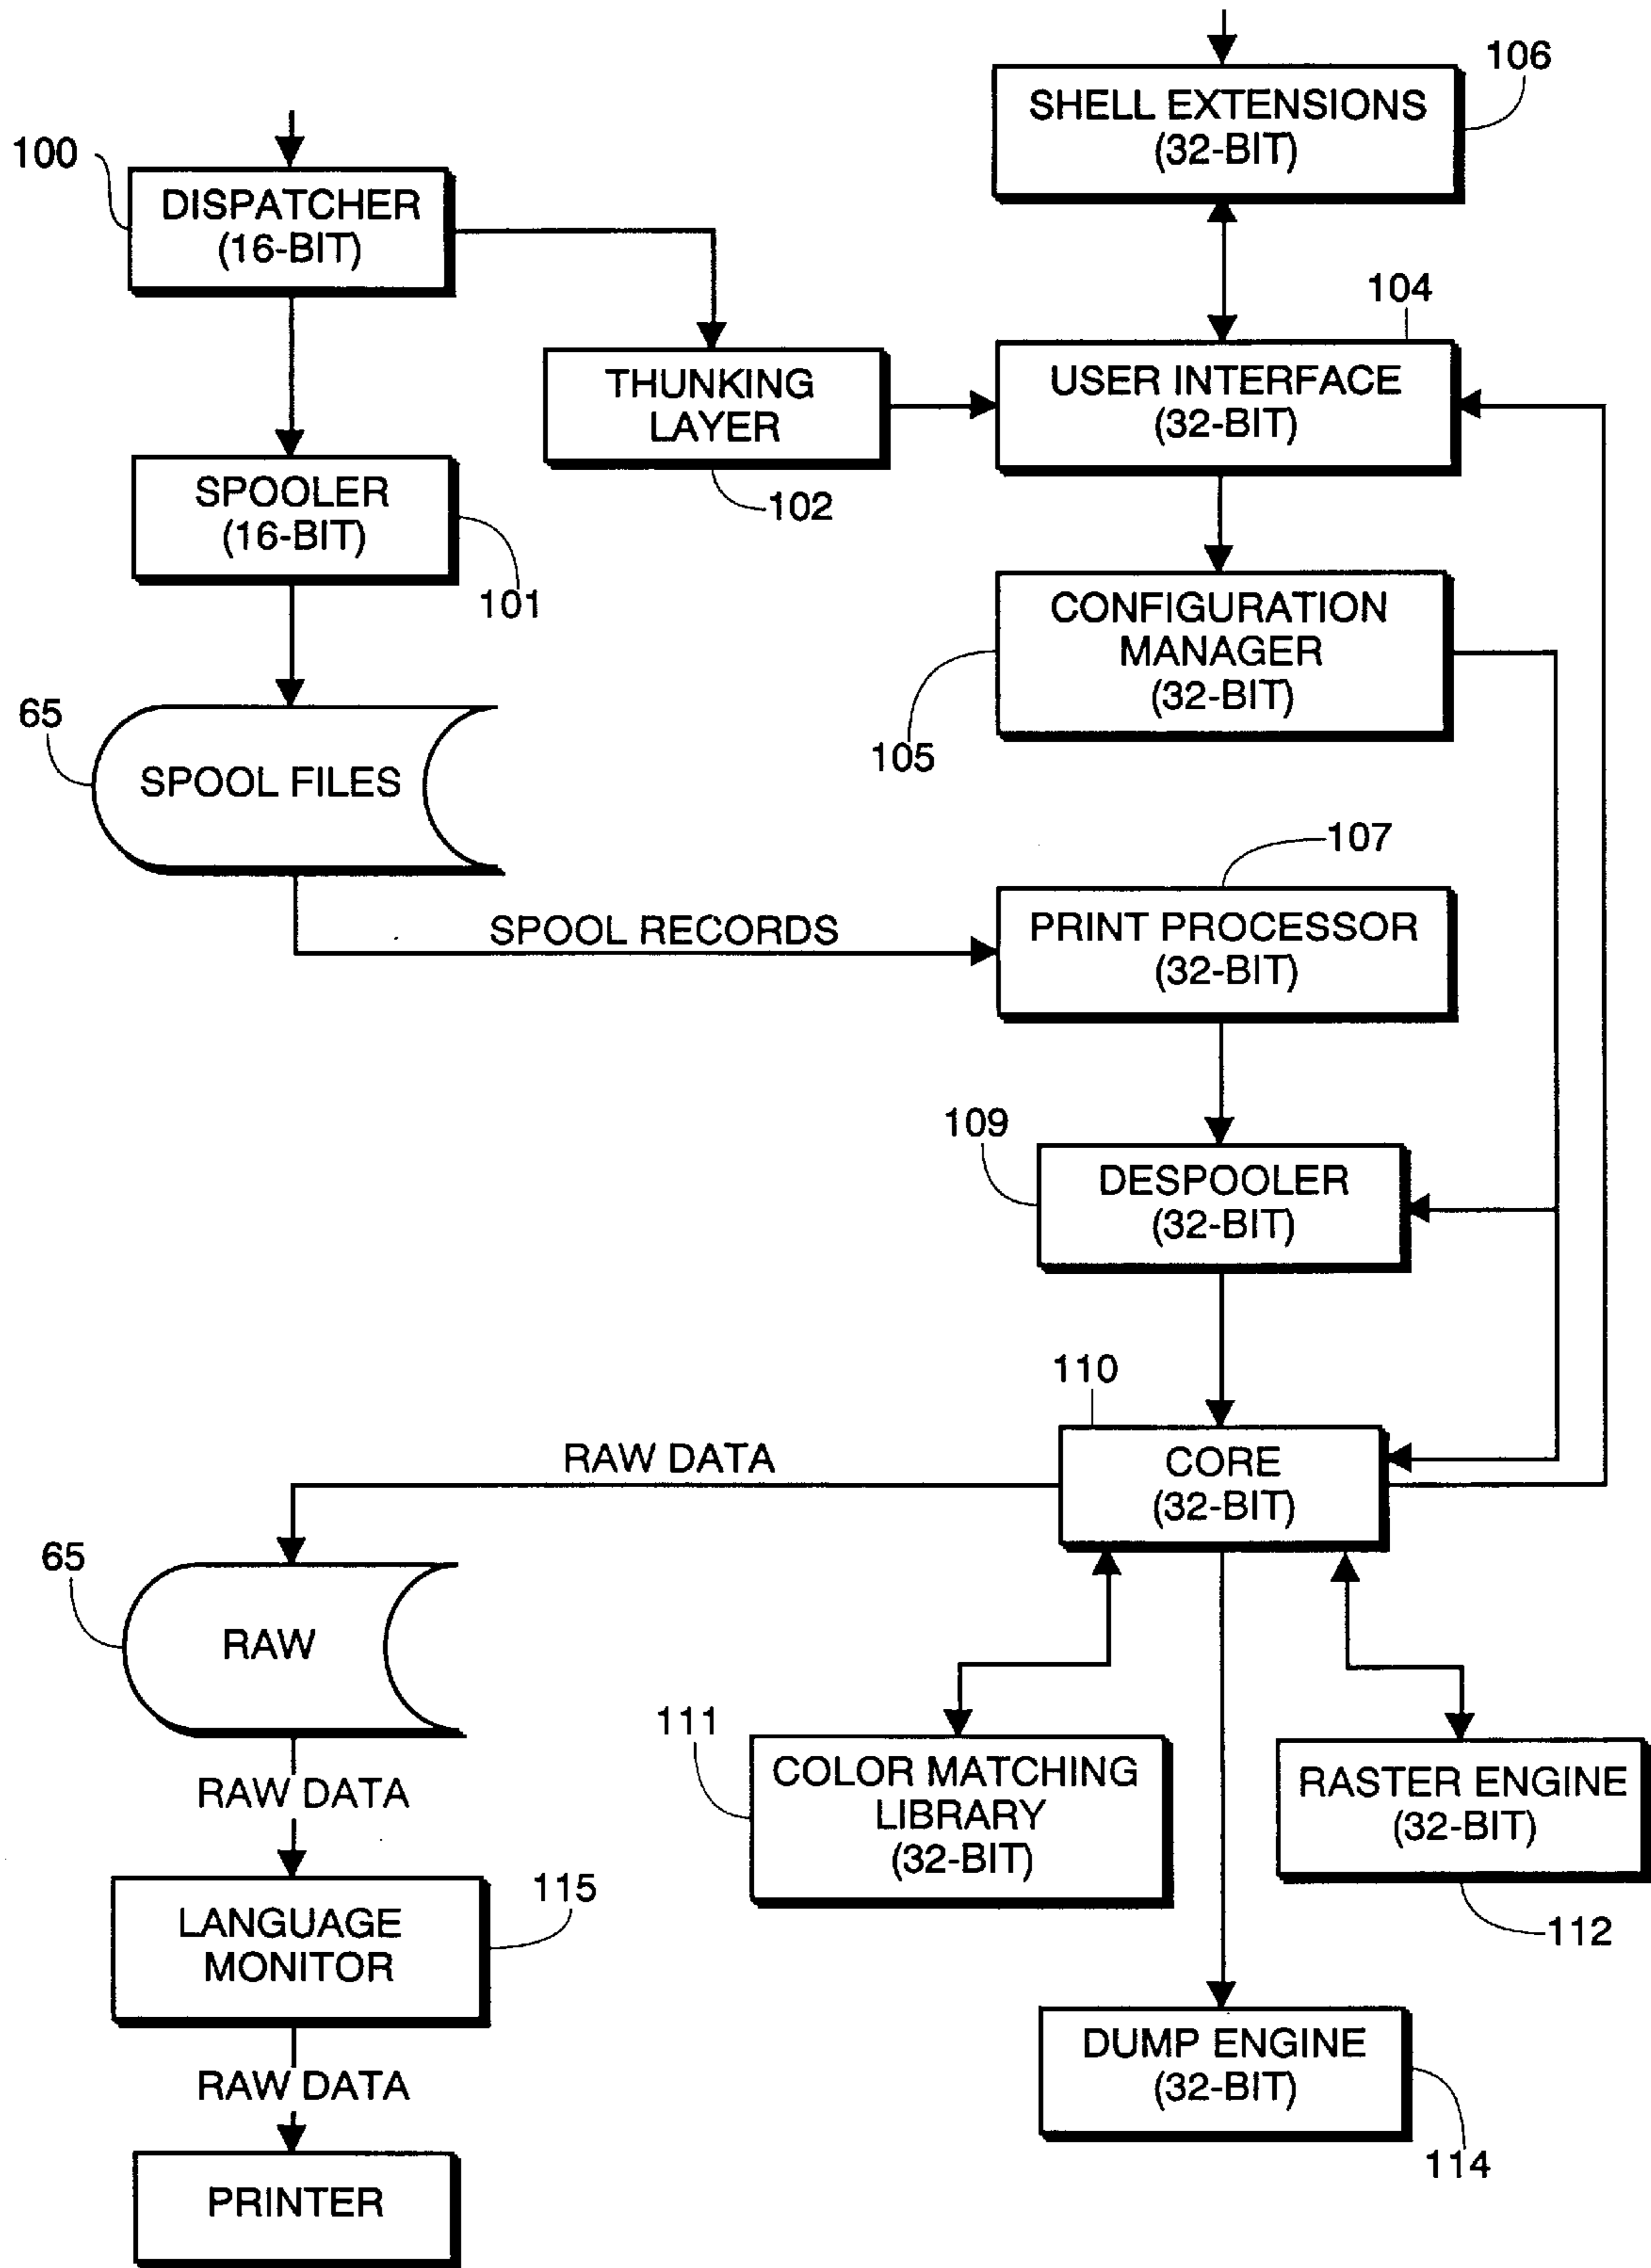 106
SHELL EXTENSIONS
(32-BIT)
100
DISPATCHER
(16-BIT)
104
THUNKING
LAYER
102
USER INTERFACE
(32-BIT)
SPOOLER
(16-BIT)
101
CONFIGURATION
MANAGER
(32-BIT)
105
65
SPOOL FILES
107
SPOOL RECORDS
PRINT PROCESSOR
(32-BIT)
109
DESPOOLER
(32-BIT)
110
RAW DATA
CORE
(32-BIT)
65
RAW
111
COLOR MATCHING
LIBRARY
(32-BIT)
RASTER ENGINE
(32-BIT)
112
RAW DATA
115
LANGUAGE
MONITOR
DUMP ENGINE
(32-BIT)
114
RAW DATA
PRINTER